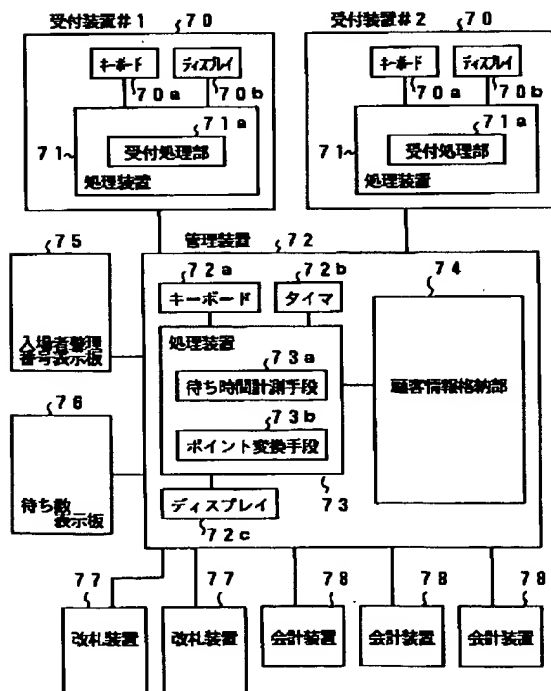 受付装置#1 70
キーボード
ディスプレイ
70a
70b
71a
71
受付処理部
処理装置
受付装置#2 70
キーボード
ディスプレイ
70a
70b
71a
71
受付処理部
処理装置
75
入場者整理
番号表示板
76
待ち数
表示板
管理装置 72
72a
72b
キーボード
タイマ
処理装置
73a
待ち時間計測手段
73b
ポイント変換手段
73
ディスプレイ
72c
74
顧客情報格納部
77
改札装置
77
改札装置
78
会計装置
78
会計装置
78
会計装置